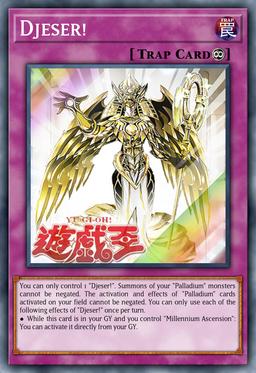 Djeser!
TRAP
罠
[ Trap Card ]
YU-GI-OH!
遊戯王
You can only control 1 "Djeser!". Summons of your "Palladium" monsters
cannot be negated. The activation and effects of "Palladium" cards
activated on your field cannot be negated. You can only use each of the
following effects of "Djeser!" once per turn.
● While this card is in your GY and you control "Millennium Ascension":
You can activate it directly from your GY.